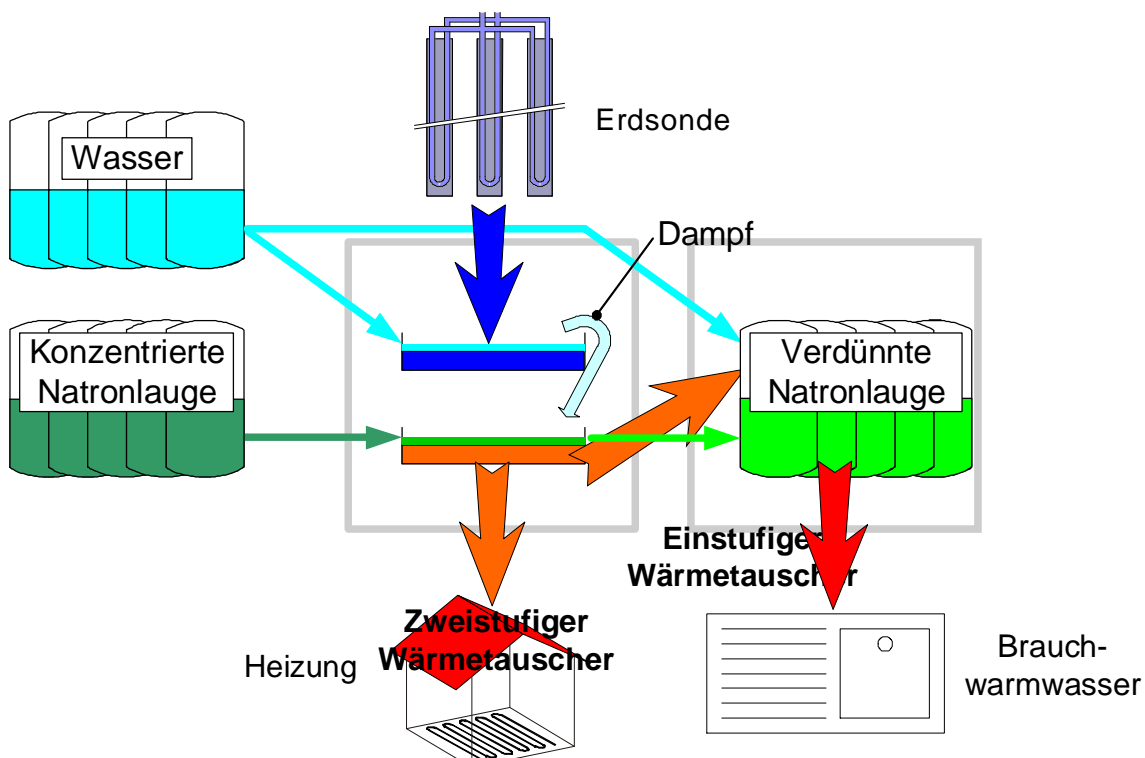 Erdsonde
Wasser
Dampf
Konzentrierte
Natronlauge
Verdünnte
Natronlauge
Einstufiger
Wärmetauscher
Zweistufiger
Wärmetauscher
Heizung
Brauch-
warmwasser